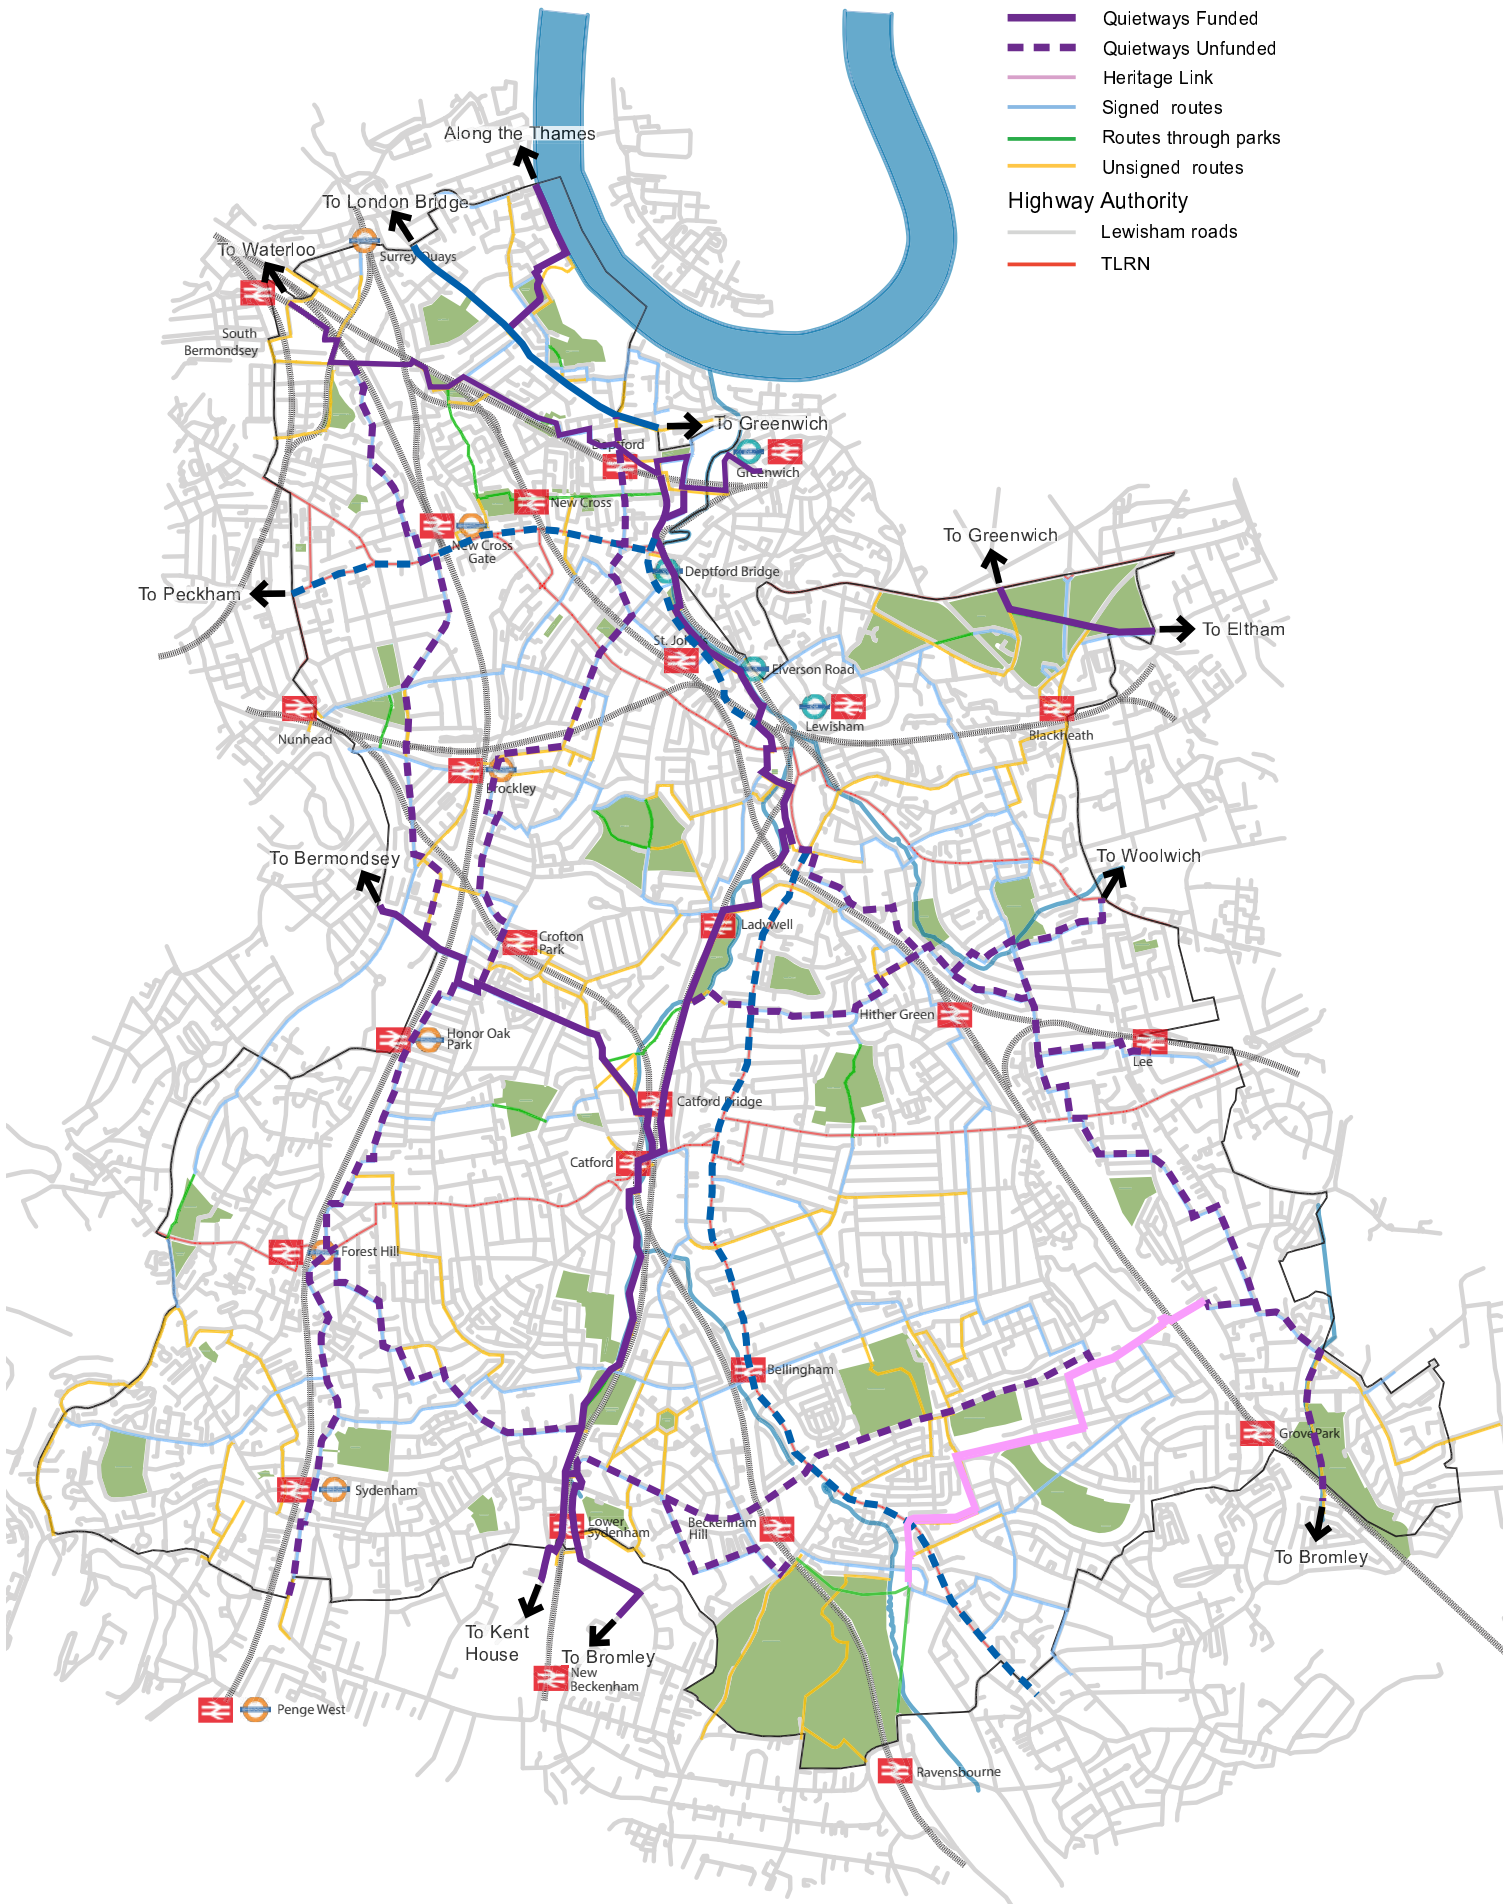 Quietways Funded
Quietways Unfunded
Heritage Link
Signed routes
Routes through parks
Unsigned routes
Highway Authority
Lewisham roads
TLRN
Along the Thames
To London Bridge
To Waterloo
Surrey Quays
South
Bermondsey
To Greenwich
Deptford
Greenwich
New Cross
New Cross
Gate
To Greenwich
Deptford Bridge
To Peckham
To Eltham
St. Johns
Elverson Road
Lewisham
Nunhead
Blackheath
Brockley
To Bermondsey
To Woolwich
Ladywell
Crofton
Park
Hither Green
Honor Oak
Park
Lee
Catford Bridge
Catford
Forest Hill
Bellingham
Grove Park
Sydenham
Lower
Sydenham
Beckenham
Hill
To Bromley
To Kent
House
To Bromley
New
Beckenham
Penge West
Ravensbourne